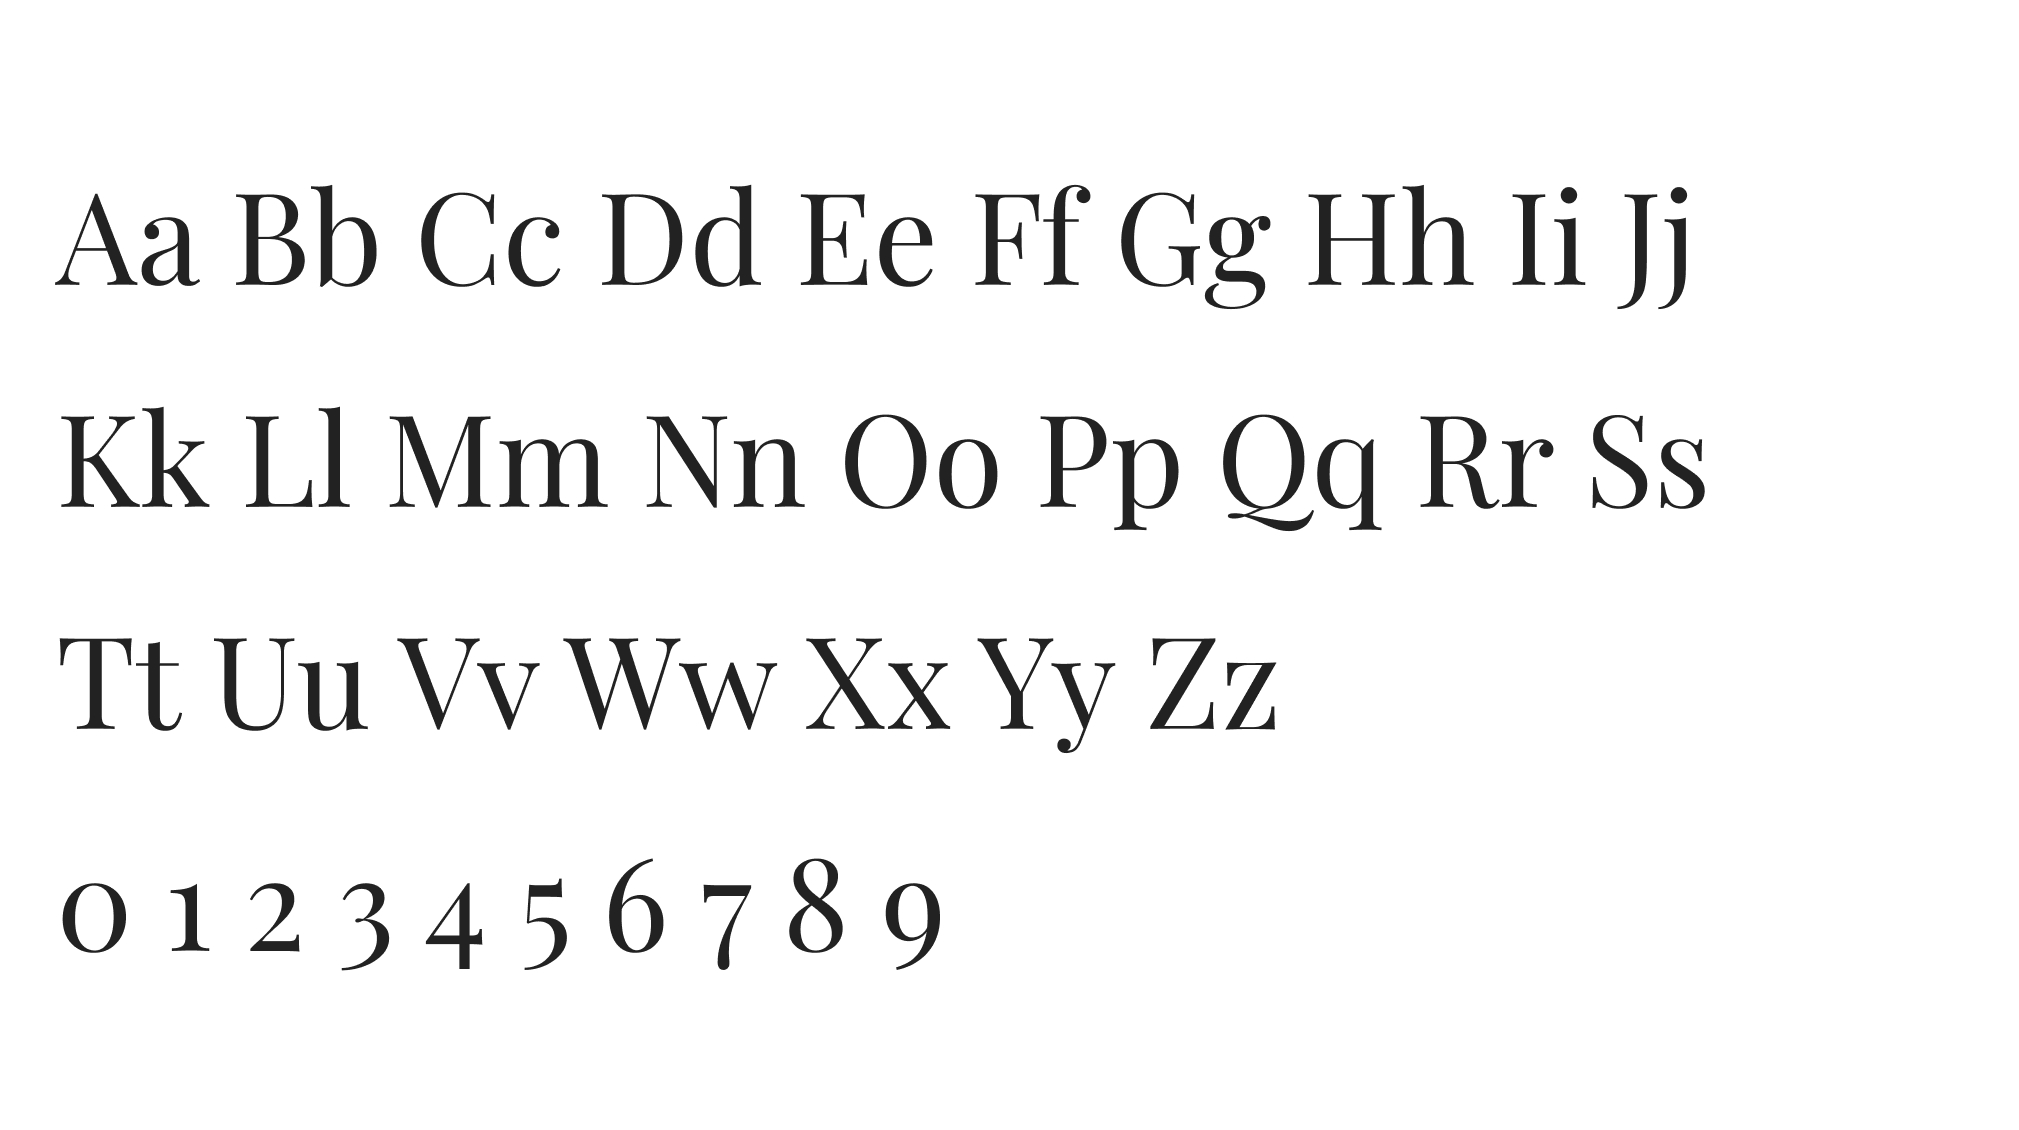 Aa Bb Cc Dd Ee Ff Gg Hh Ii Jj
Kk Ll Mm Nn Oo Pp Qq Rr Ss
Tt Uu Vv Ww Xx Yy Zz
0 1 2 3 4 5 6 7 8 9